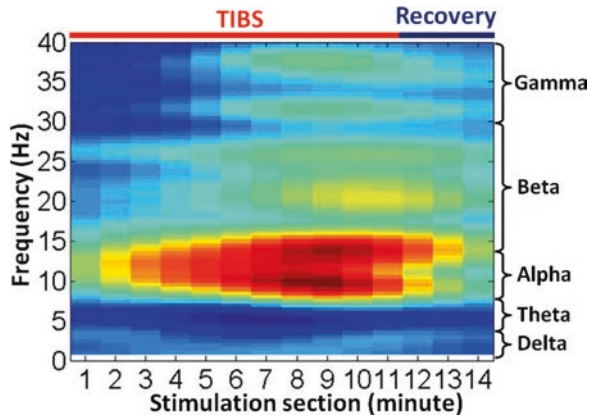 TIBS Recovery
40
35
30
25
20
15
10
5
0
Frequency (Hz)
Gamma
Beta
Alpha
Theta
Delta
1 2 3 4 5 6 7 8 9 10 11 12 13 14
Stimulation section (minute)